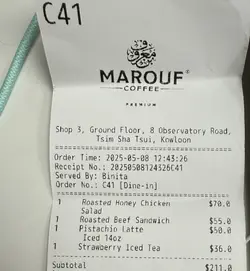 C41
MAROUF®
COFFEE
PREMIUM
Shop 3, Ground Floor, 8 Observatory Road,
Tsim Sha Tsui, Kowloon
Order Time: 2025-05-08 12:43:26
Receipt No.: 20250508124326C41
Served By: Binita
Order No.: C41 [Dine-in]
1 Roasted Honey Chicken $70.0
Salad
1 Roasted Beef Sandwich $55.0
1 Pistachio Latte $50.0
Iced 14oz
1 Strawberry Iced Tea $36.0
Subtotal $211.0